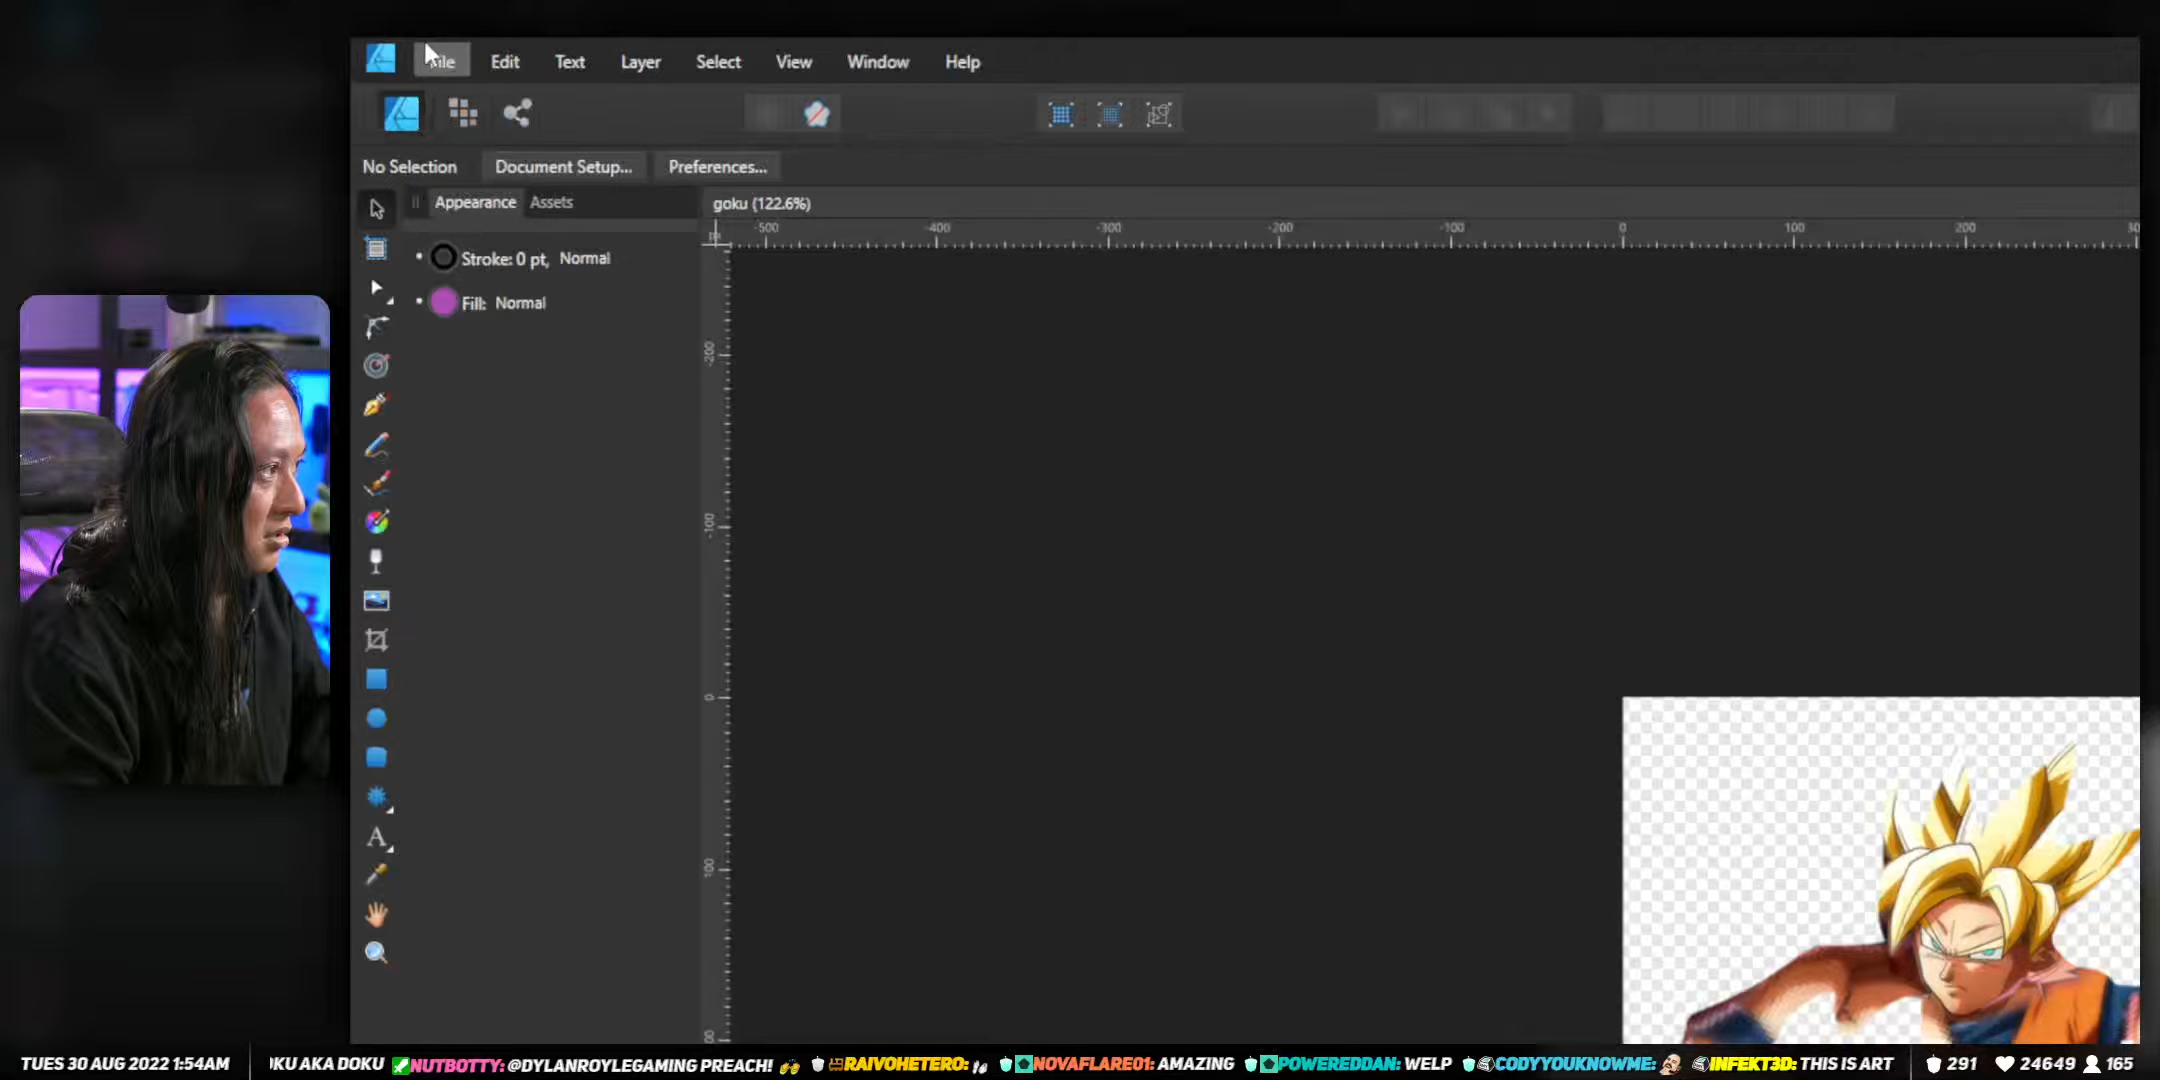 File Edit Text Layer Select View Window Help
No Selection Document Setup... Preferences...
Appearance Assets
goku (122.6%)
-500 -400 -300 -200 -100 0 100 200
Stroke: 0 pt, Normal
Fill: Normal
-200
-100
0
100
TUES 30 AUG 2022 1:54AM OKU AKA DOKU NUTBOTTY: @DYLANROYLEGAMING PREACH! RAIVOHETERO: NOVAFLARE01: AMAZING POWEREDDAN: WELP CODYYOUKNOWME: INFEKT3D: THIS IS ART 291 24649 165